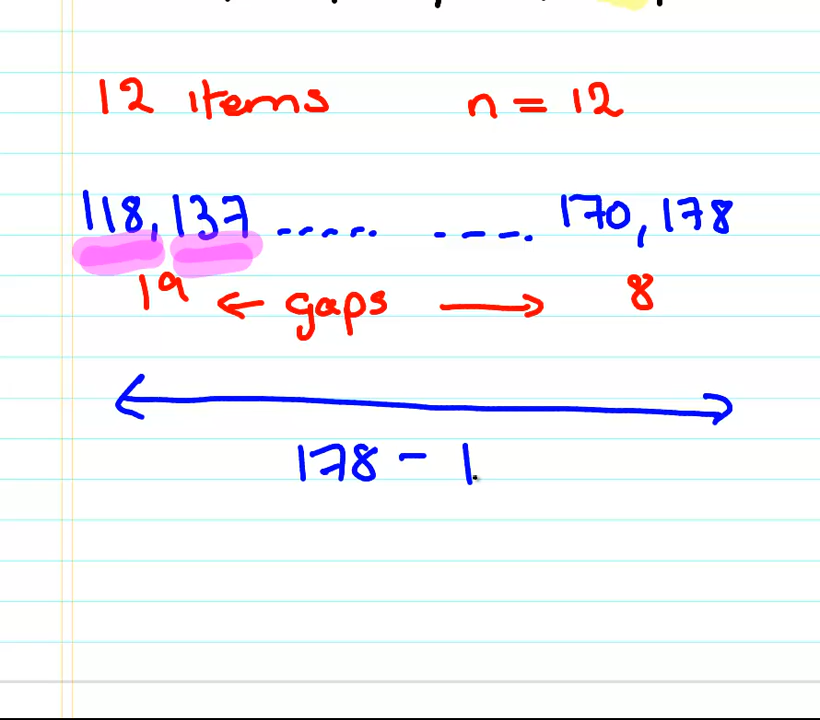 12 items n = 12
118, 137 ..... ----. 170, 178
19 ← gaps → 8
178 - 1